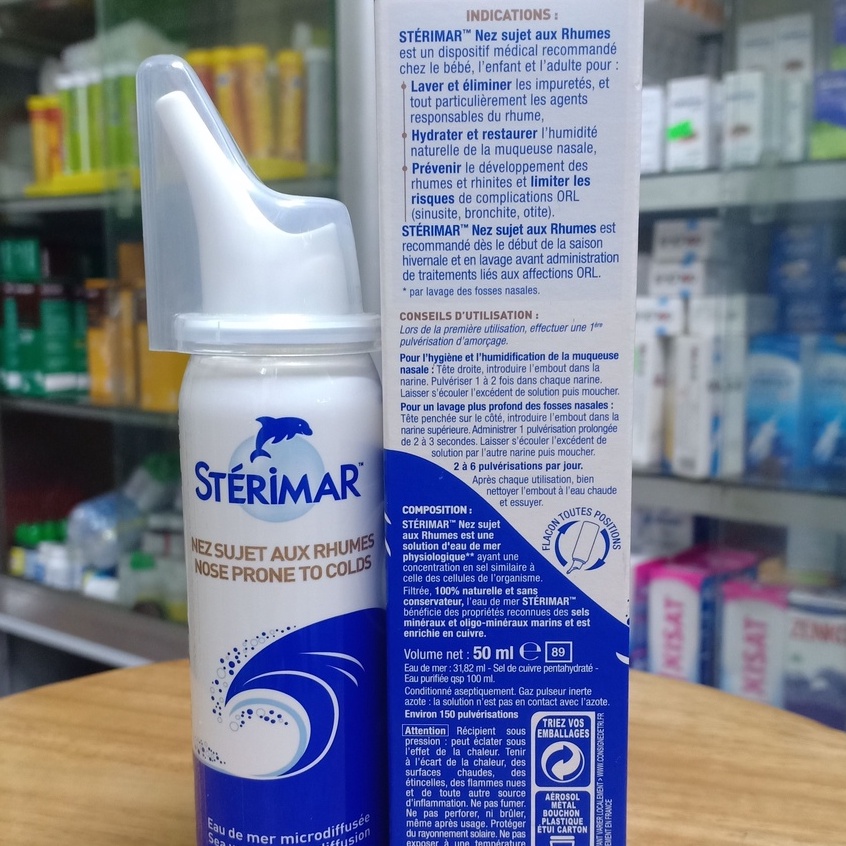 STÉRIMAR™
NEZ SUJET AUX RHUMES
NOSE PRONE TO COLDS
Eau de mer microdiffusée
INDICATIONS :
STÉRIMAR™ Nez sujet aux Rhumes
est un dispositif médical recommandé
chez le bébé, l'enfant et l'adulte pour :
Laver et éliminer les impuretés, et
tout particulièrement les agents
responsables du rhume,
Hydrater et restaurer l'humidité
naturelle de la muqueuse nasale,
Prévenir le développement des
rhumes et rhinites et limiter les
risques de complications ORL
(sinusite, bronchite, otite).
STÉRIMAR™ Nez sujet aux Rhumes est
recommandé dès le début de la saison
hivernale et en lavage avant administration
de traitements liés aux affections ORL.
* par lavage des fosses nasales.
CONSEILS D'UTILISATION :
Lors de la première utilisation, effectuer une 1ère
pulvérisation d'amorçage.
Pour l'hygiène et l'humidification de la muqueuse
nasale : Tête droite, introduire l'embout dans la
narine. Pulvériser 1 à 2 fois dans chaque narine.
Laisser s'écouler l'excédent de solution puis moucher.
Pour un lavage plus profond des fosses nasales :
Tête penchée sur le côté, introduire l'embout dans la
narine supérieure. Administrer 1 pulvérisation prolongée
de 2 à 3 secondes. Laisser s'écouler l'excédent de
solution par l'autre narine puis moucher.
2 à 6 pulvérisations par jour.
Après chaque utilisation, bien
nettoyer l'embout à l'eau chaude
et essuyer.
FLACON TOUTES POSITIONS
COMPOSITION :
STÉRIMAR™ Nez sujet
aux Rhumes est une
solution d'eau de mer
physiologique** ayant une
concentration en sel similaire à
celle des cellules de l'organisme.
Filtrée, 100% naturelle et sans
conservateur, l'eau de mer STÉRIMAR™
bénéficie des propriétés reconnues des sels
minéraux et oligo-minéraux marins et est
enrichie en cuivre.
Volume net : 50 ml ℮ 89
Eau de mer : 31,82 ml - Sel de cuivre pentahydraté -
Eau purifiée qsp 100 ml.
Conditionné aseptiquement. Gaz pulseur inerte
azote : la solution n'est pas en contact avec l'azote.
Environ 150 pulvérisations
Attention Récipient sous
pression : peut éclater sous
l'effet de la chaleur. Tenir
à l'écart de la chaleur, des
surfaces chaudes, des
étincelles, des flammes nues
et de toute autre source
d'inflammation. Ne pas fumer.
Ne pas perforer, ni brûler,
même après usage. Protéger
du rayonnement solaire. Ne pas
exposer à une température
TRIEZ VOS
EMBALLAGES
AÉROSOL
MÉTAL
BOUCHON
PLASTIQUE
ÉTUI CARTON
VARIER LOCALEMENT > WWW.CONSIGNEDETRI.FR
EN FRANCE
XISAT
XISAT